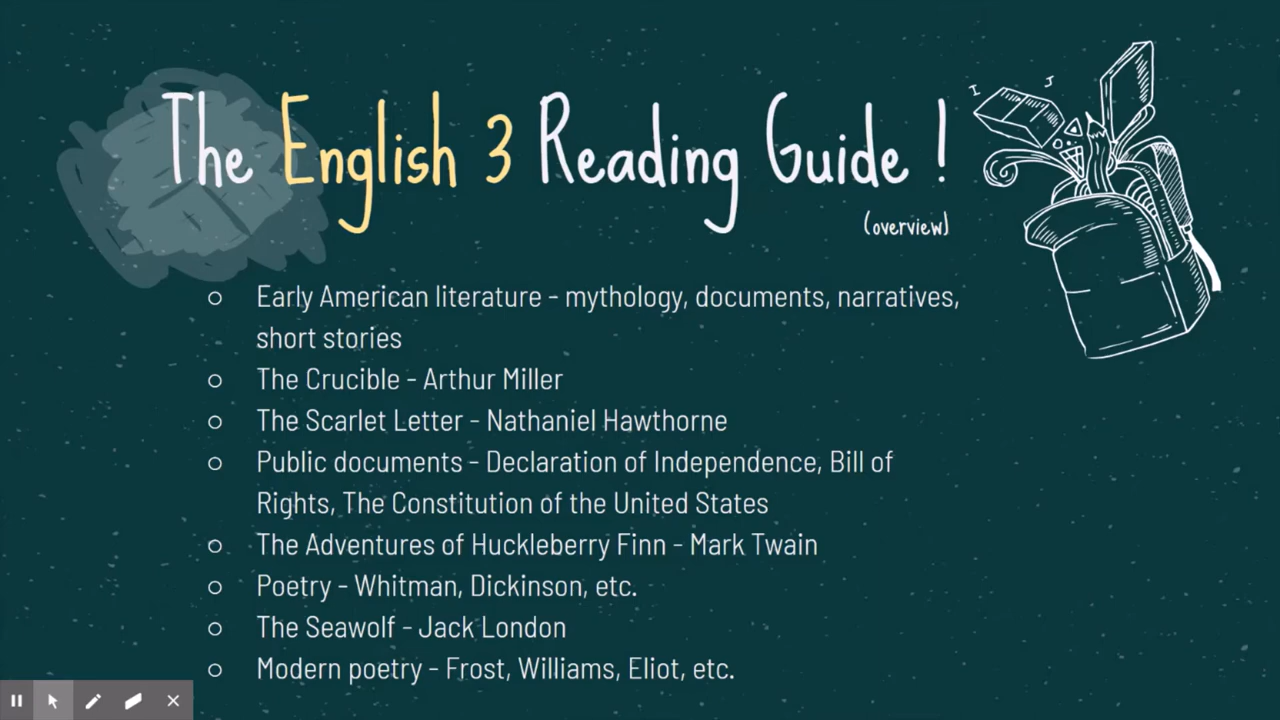 The English 3 Reading Guide !
(overview)
I J
○ Early American literature - mythology, documents, narratives,
short stories
○ The Crucible - Arthur Miller
○ The Scarlet Letter - Nathaniel Hawthorne
○ Public documents - Declaration of Independence, Bill of
Rights, The Constitution of the United States
○ The Adventures of Huckleberry Finn - Mark Twain
○ Poetry - Whitman, Dickinson, etc.
○ The Seawolf - Jack London
○ Modern poetry - Frost, Williams, Eliot, etc.